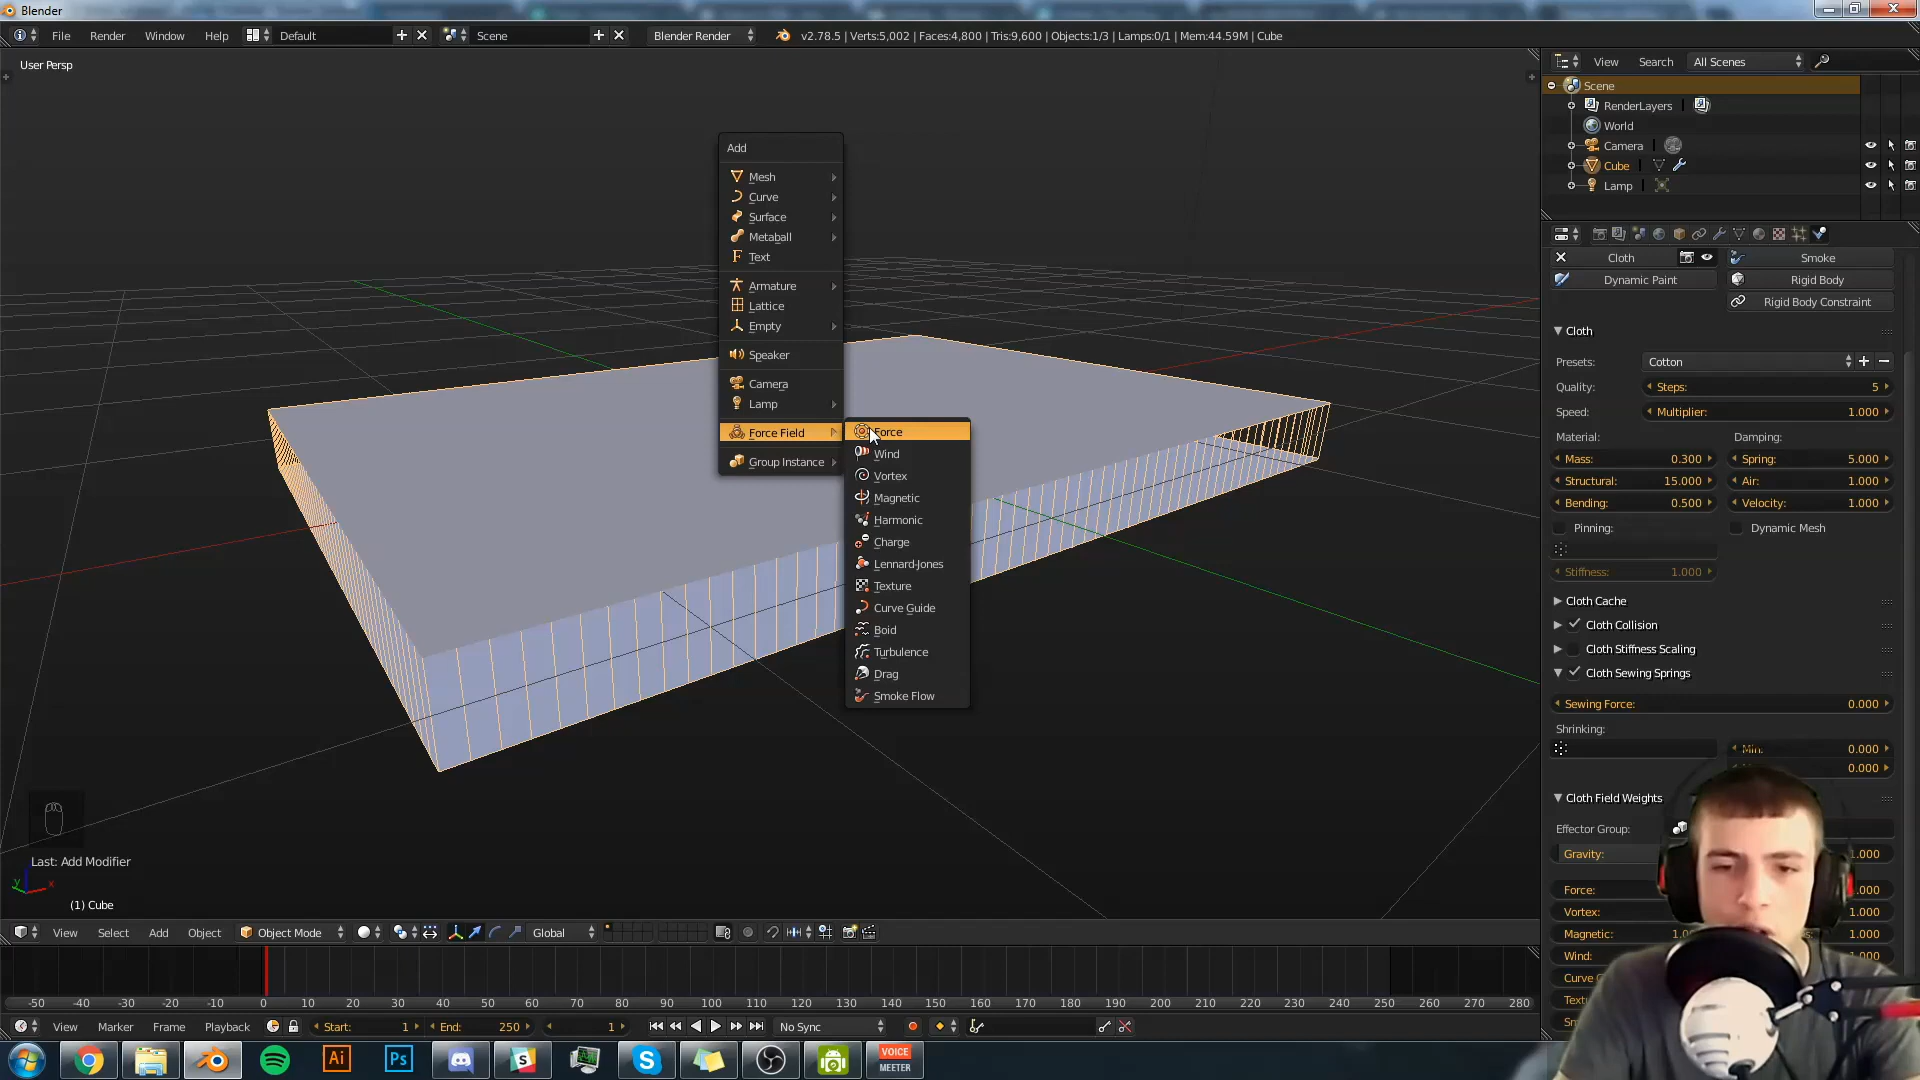 Blender
File Render Window Help Default Scene Blender Render v2.78.5 | Verts:5,002 | Faces:4,800 | Tris:9,600 | Objects:1/3 | Lamps:0/1 | Mem:44.59M | Cube
User Persp
Add
Mesh
Curve
Surface
Metaball
Text
Armature
Lattice
Empty
Speaker
Camera
Lamp
Force Field
Group Instance
Force
Wind
Vortex
Magnetic
Harmonic
Charge
Lennard-Jones
Texture
Curve Guide
Boid
Turbulence
Drag
Smoke Flow
Last: Add Modifier
(1) Cube
View Select Add Object Object Mode Global
-50 -40 -30 -20 -10 0 10 20 30 40 50 60 70 80 90 100 110 120 130 140 150 160 170 180 190 200 210 220 230 240 250 260 270 280
View Marker Frame Playback Start: 1 End: 250 1 No Sync
View Search All Scenes
Scene
RenderLayers
World
Camera
Cube
Lamp
Cloth Smoke
Dynamic Paint Rigid Body
Rigid Body Constraint
Cloth
Presets: Cotton
Quality: Steps: 5
Speed: Multiplier: 1.000
Material: Damping:
Mass: 0.300 Spring: 5.000
Structural: 15.000 Air: 1.000
Bending: 0.500 Velocity: 1.000
Pinning: Dynamic Mesh
Stiffness: 1.000
Cloth Cache
Cloth Collision
Cloth Stiffness Scaling
Cloth Sewing Springs
Sewing Force: 0.000
Shrinking:
Min: 0.000
0.000
Cloth Field Weights
Effector Group:
Gravity: 1.000
Force: .000
Vortex: 1.000
Magnetic: 1.000
Wind: .000
Ai Ps S VOICE
MEETER